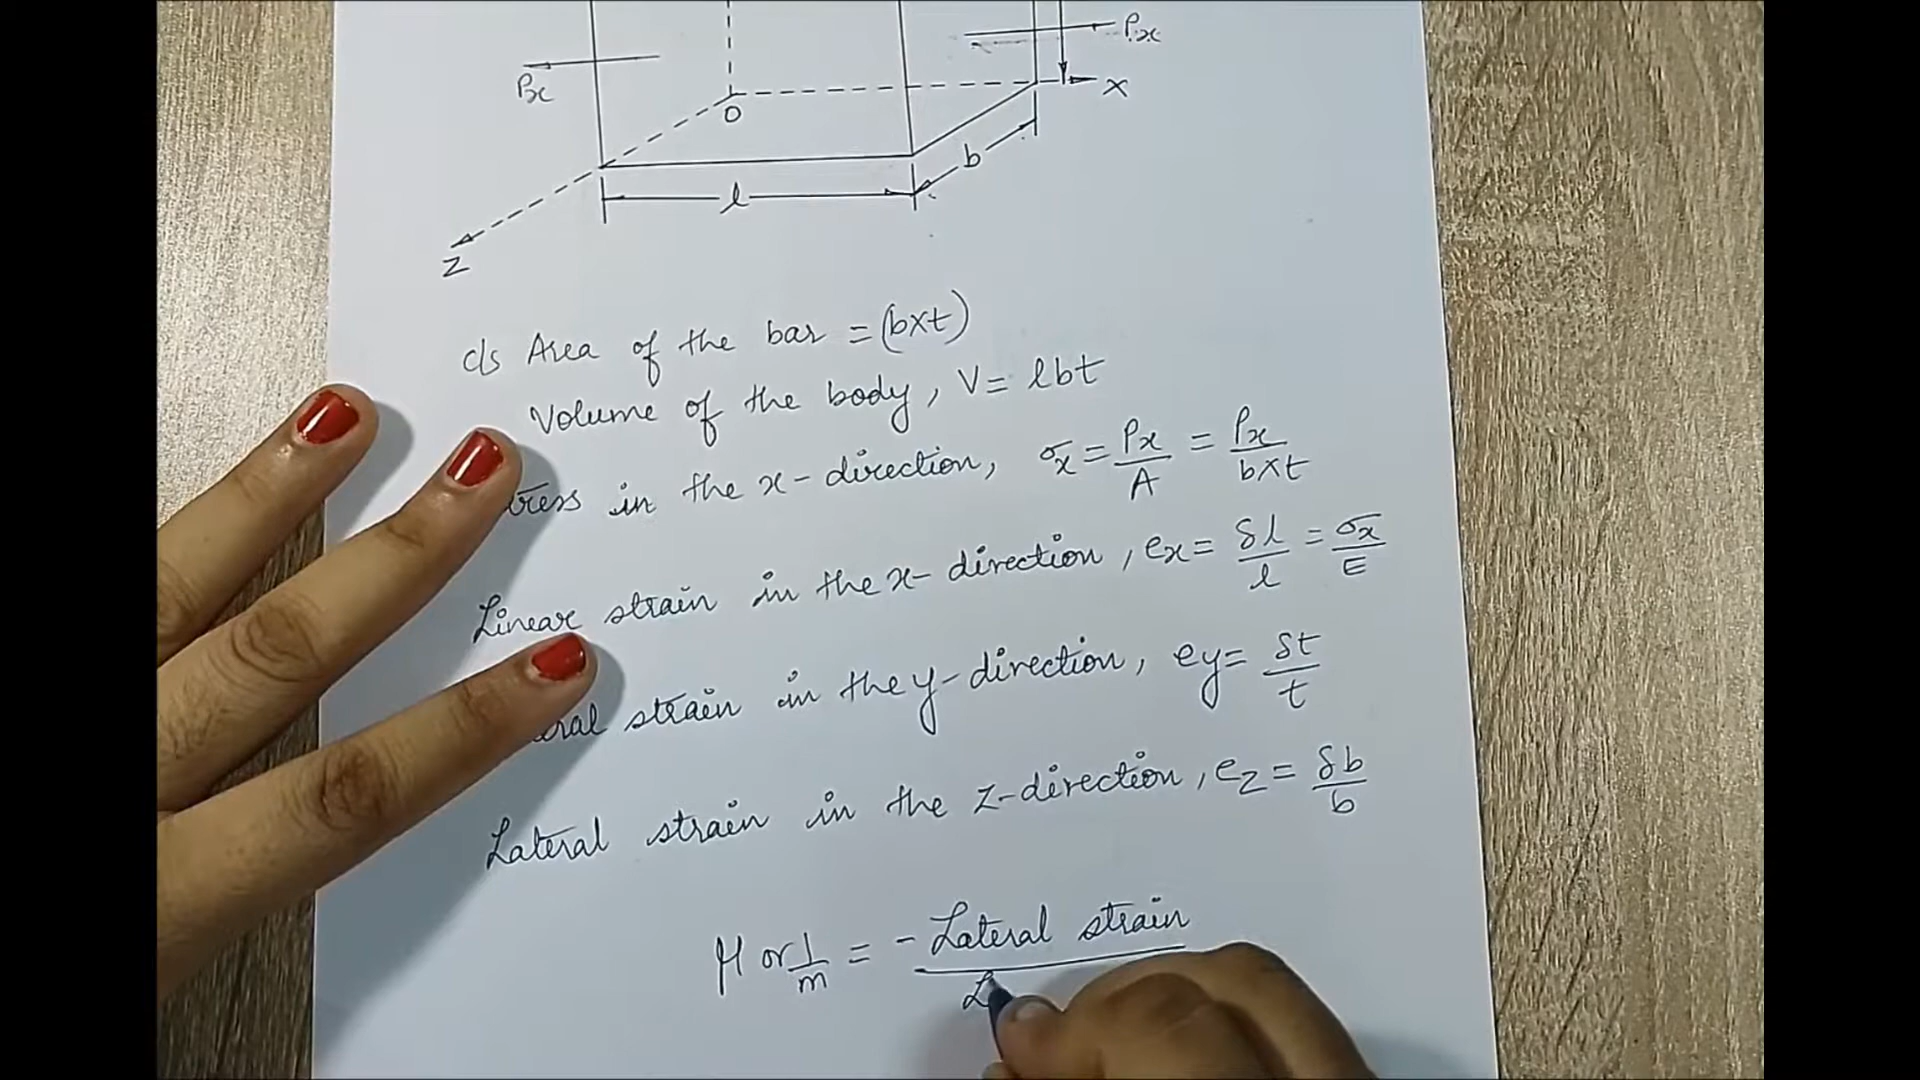 Px
Px
O
X
b
l
Z
c/s Area of the bar = (b×t)
Volume of the body, V = lbt
in the x-direction, σx = Px/A = Px/b×t
Linear strain in the x-direction, ex = δl/l = σx/E
strain in the y-direction, ey = δt/t
Lateral strain in the z-direction, ez = δb/b
μ or 1/m = - Lateral strain
L